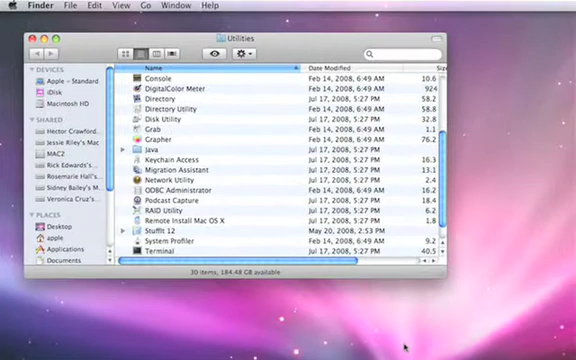 Finder File Edit View Go Window Help
Utilities
Name Date Modified Size
DEVICES
Apple - Standard
iDisk
Macintosh HD
SHARED
Hector Crawford...
Jessie Riley's Mac
MAC2
Rick Edwards's...
Rosemarie Hall's...
Sidney Bailey's M...
Veronica Cruz's...
PLACES
Desktop
apple
Applications
Documents
Console Feb 14, 2008, 6:49 AM 10.6
DigitalColor Meter Feb 14, 2008, 6:49 AM 924
Directory Jul 17, 2008, 5:27 PM 58.2
Directory Utility Feb 14, 2008, 6:49 AM 58.8
Disk Utility Jul 17, 2008, 5:27 PM 32.8
Grab Feb 14, 2008, 6:49 AM 1.1
Grapher Feb 14, 2008, 6:49 AM 76.2
Java Jul 17, 2008, 5:27 PM
Keychain Access Jul 17, 2008, 5:27 PM 16.3
Migration Assistant Jul 17, 2008, 5:27 PM 13.1
Network Utility Jul 17, 2008, 5:27 PM 2.4
ODBC Administrator Feb 14, 2008, 6:49 AM 16.2
Podcast Capture Jul 17, 2008, 5:27 PM 18.4
RAID Utility Jul 17, 2008, 5:27 PM 6.2
Remote Install Mac OS X Jul 17, 2008, 5:27 PM 1.8
StuffIt 12 May 20, 2008, 2:53 PM
System Profiler Feb 14, 2008, 6:49 AM 9.2
Terminal Jul 17, 2008, 5:27 PM 40.5
30 items, 184.48 GB available